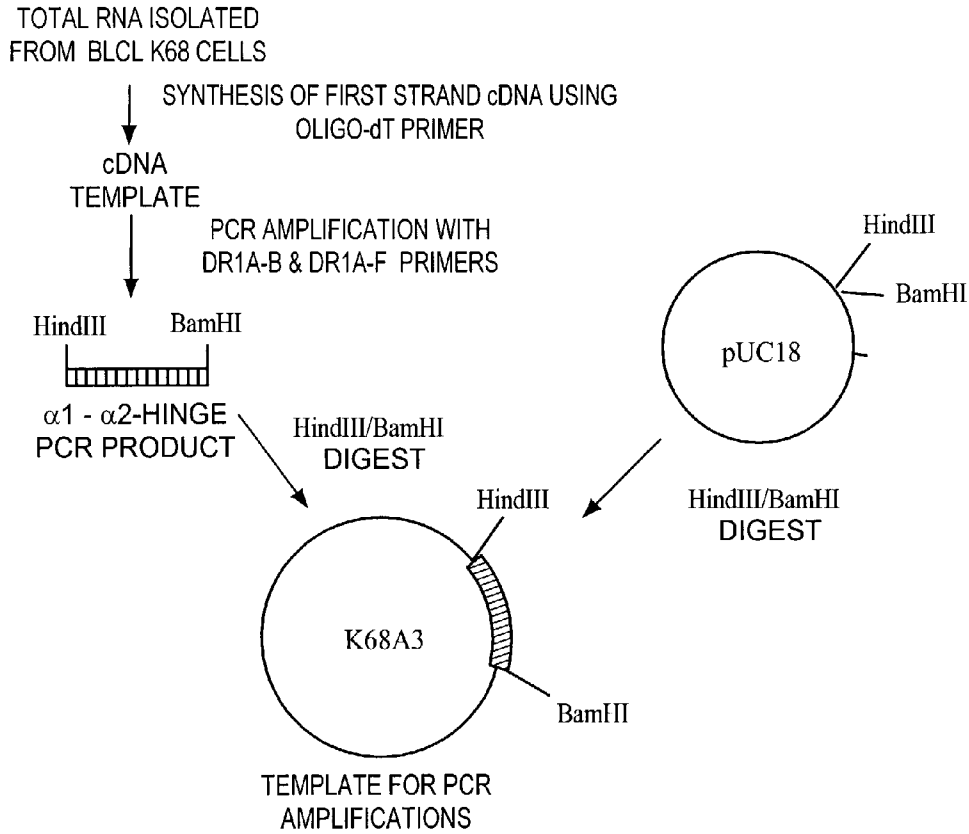 TOTAL RNA ISOLATED
FROM BLCL K68 CELLS
SYNTHESIS OF FIRST STRAND cDNA USING
OLIGO-dT PRIMER
cDNA
TEMPLATE
PCR AMPLIFICATION WITH
DR1A-B & DR1A-F PRIMERS
HindIII
BamHI
α1 - α2-HINGE
PCR PRODUCT
HindIII/BamHI
DIGEST
HindIII
BamHI
pUC18
HindIII/BamHI
DIGEST
HindIII
K68A3
BamHI
TEMPLATE FOR PCR
AMPLIFICATIONS